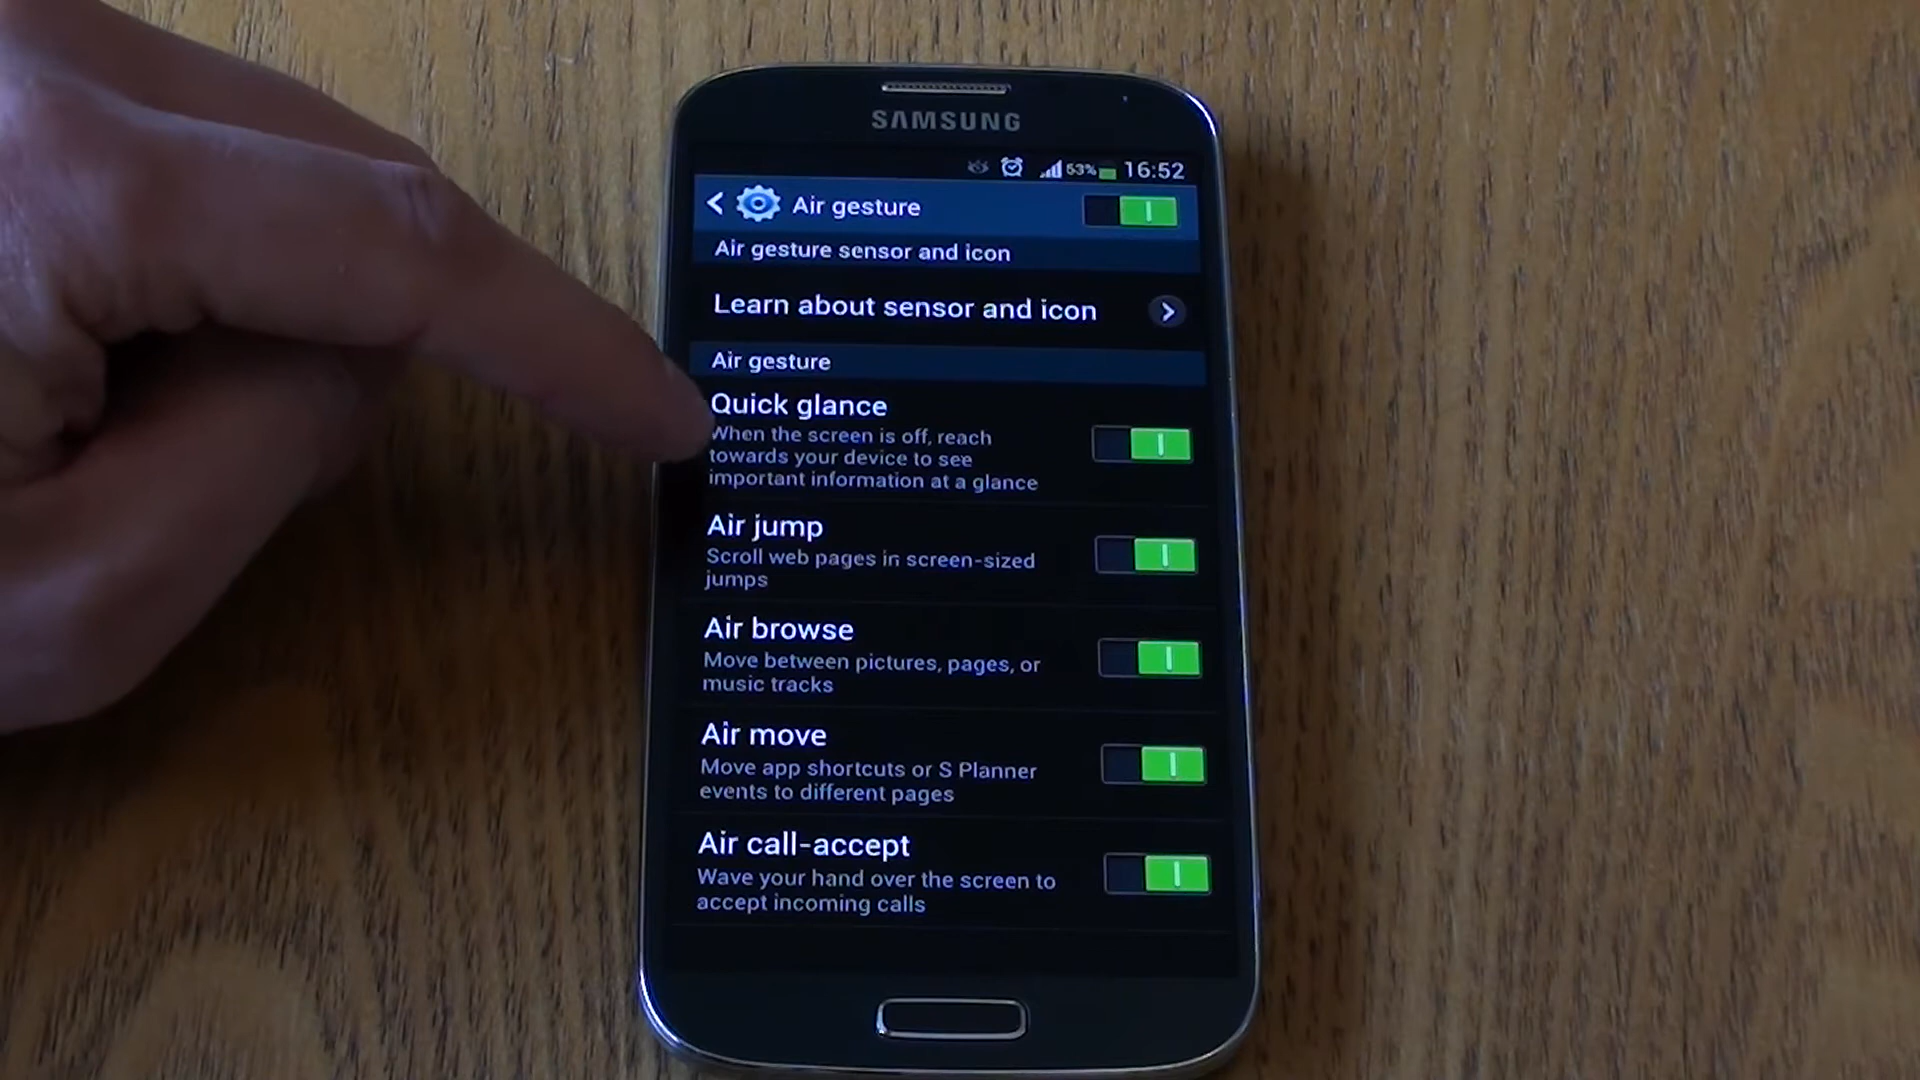 SAMSUNG
53% 16:52
Air gesture
Air gesture sensor and icon
Learn about sensor and icon
Air gesture
Quick glance
When the screen is off, reach
towards your device to see
important information at a glance
Air jump
Scroll web pages in screen-sized
jumps
Air browse
Move between pictures, pages, or
music tracks
Air move
Move app shortcuts or S Planner
events to different pages
Air call-accept
Wave your hand over the screen to
accept incoming calls